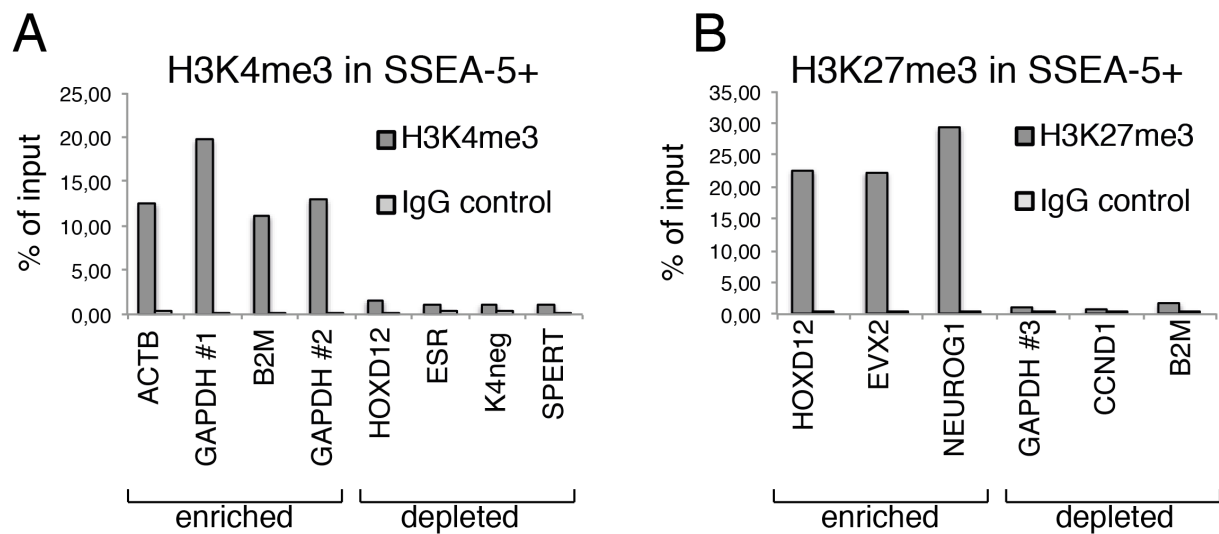 A
H3K4me3 in SSEA-5+
% of input
25,00
20,00
15,00
10,00
5,00
0,00
H3K4me3
IgG control
ACTB
GAPDH #1
B2M
GAPDH #2
HOXD12
ESR
K4neg
SPERT
enriched
depleted
B
H3K27me3 in SSEA-5+
% of input
35,00
30,00
25,00
20,00
15,00
10,00
5,00
0,00
H3K27me3
IgG control
HOXD12
EVX2
NEUROG1
GAPDH #3
CCND1
B2M
enriched
depleted